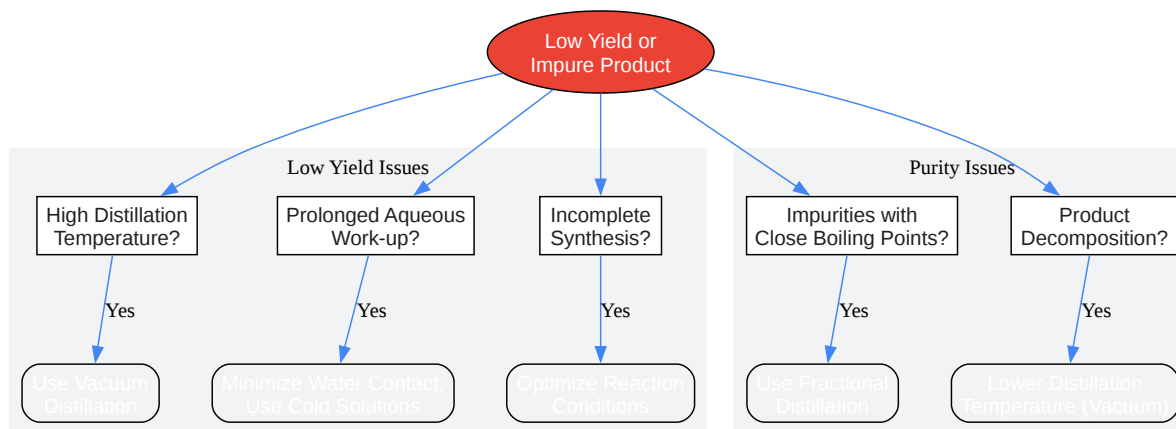 Low Yield or
Impure Product
Low Yield Issues
Purity Issues
High Distillation
Temperature?
Prolonged Aqueous
Work-up?
Incomplete
Synthesis?
Impurities with
Close Boiling Points?
Product
Decomposition?
Yes
Yes
Yes
Yes
Yes
Use Vacuum
Distillation
Minimize Water Contact,
Use Cold Solutions
Optimize Reaction
Conditions
Use Fractional
Distillation
Lower Distillation
Temperature (Vacuum)